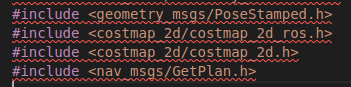 #include <geometry_msgs/PoseStamped.h>
#include <costmap_2d/costmap_2d_ros.h>
#include <costmap_2d/costmap_2d.h>
#include <nav_msgs/GetPlan.h>